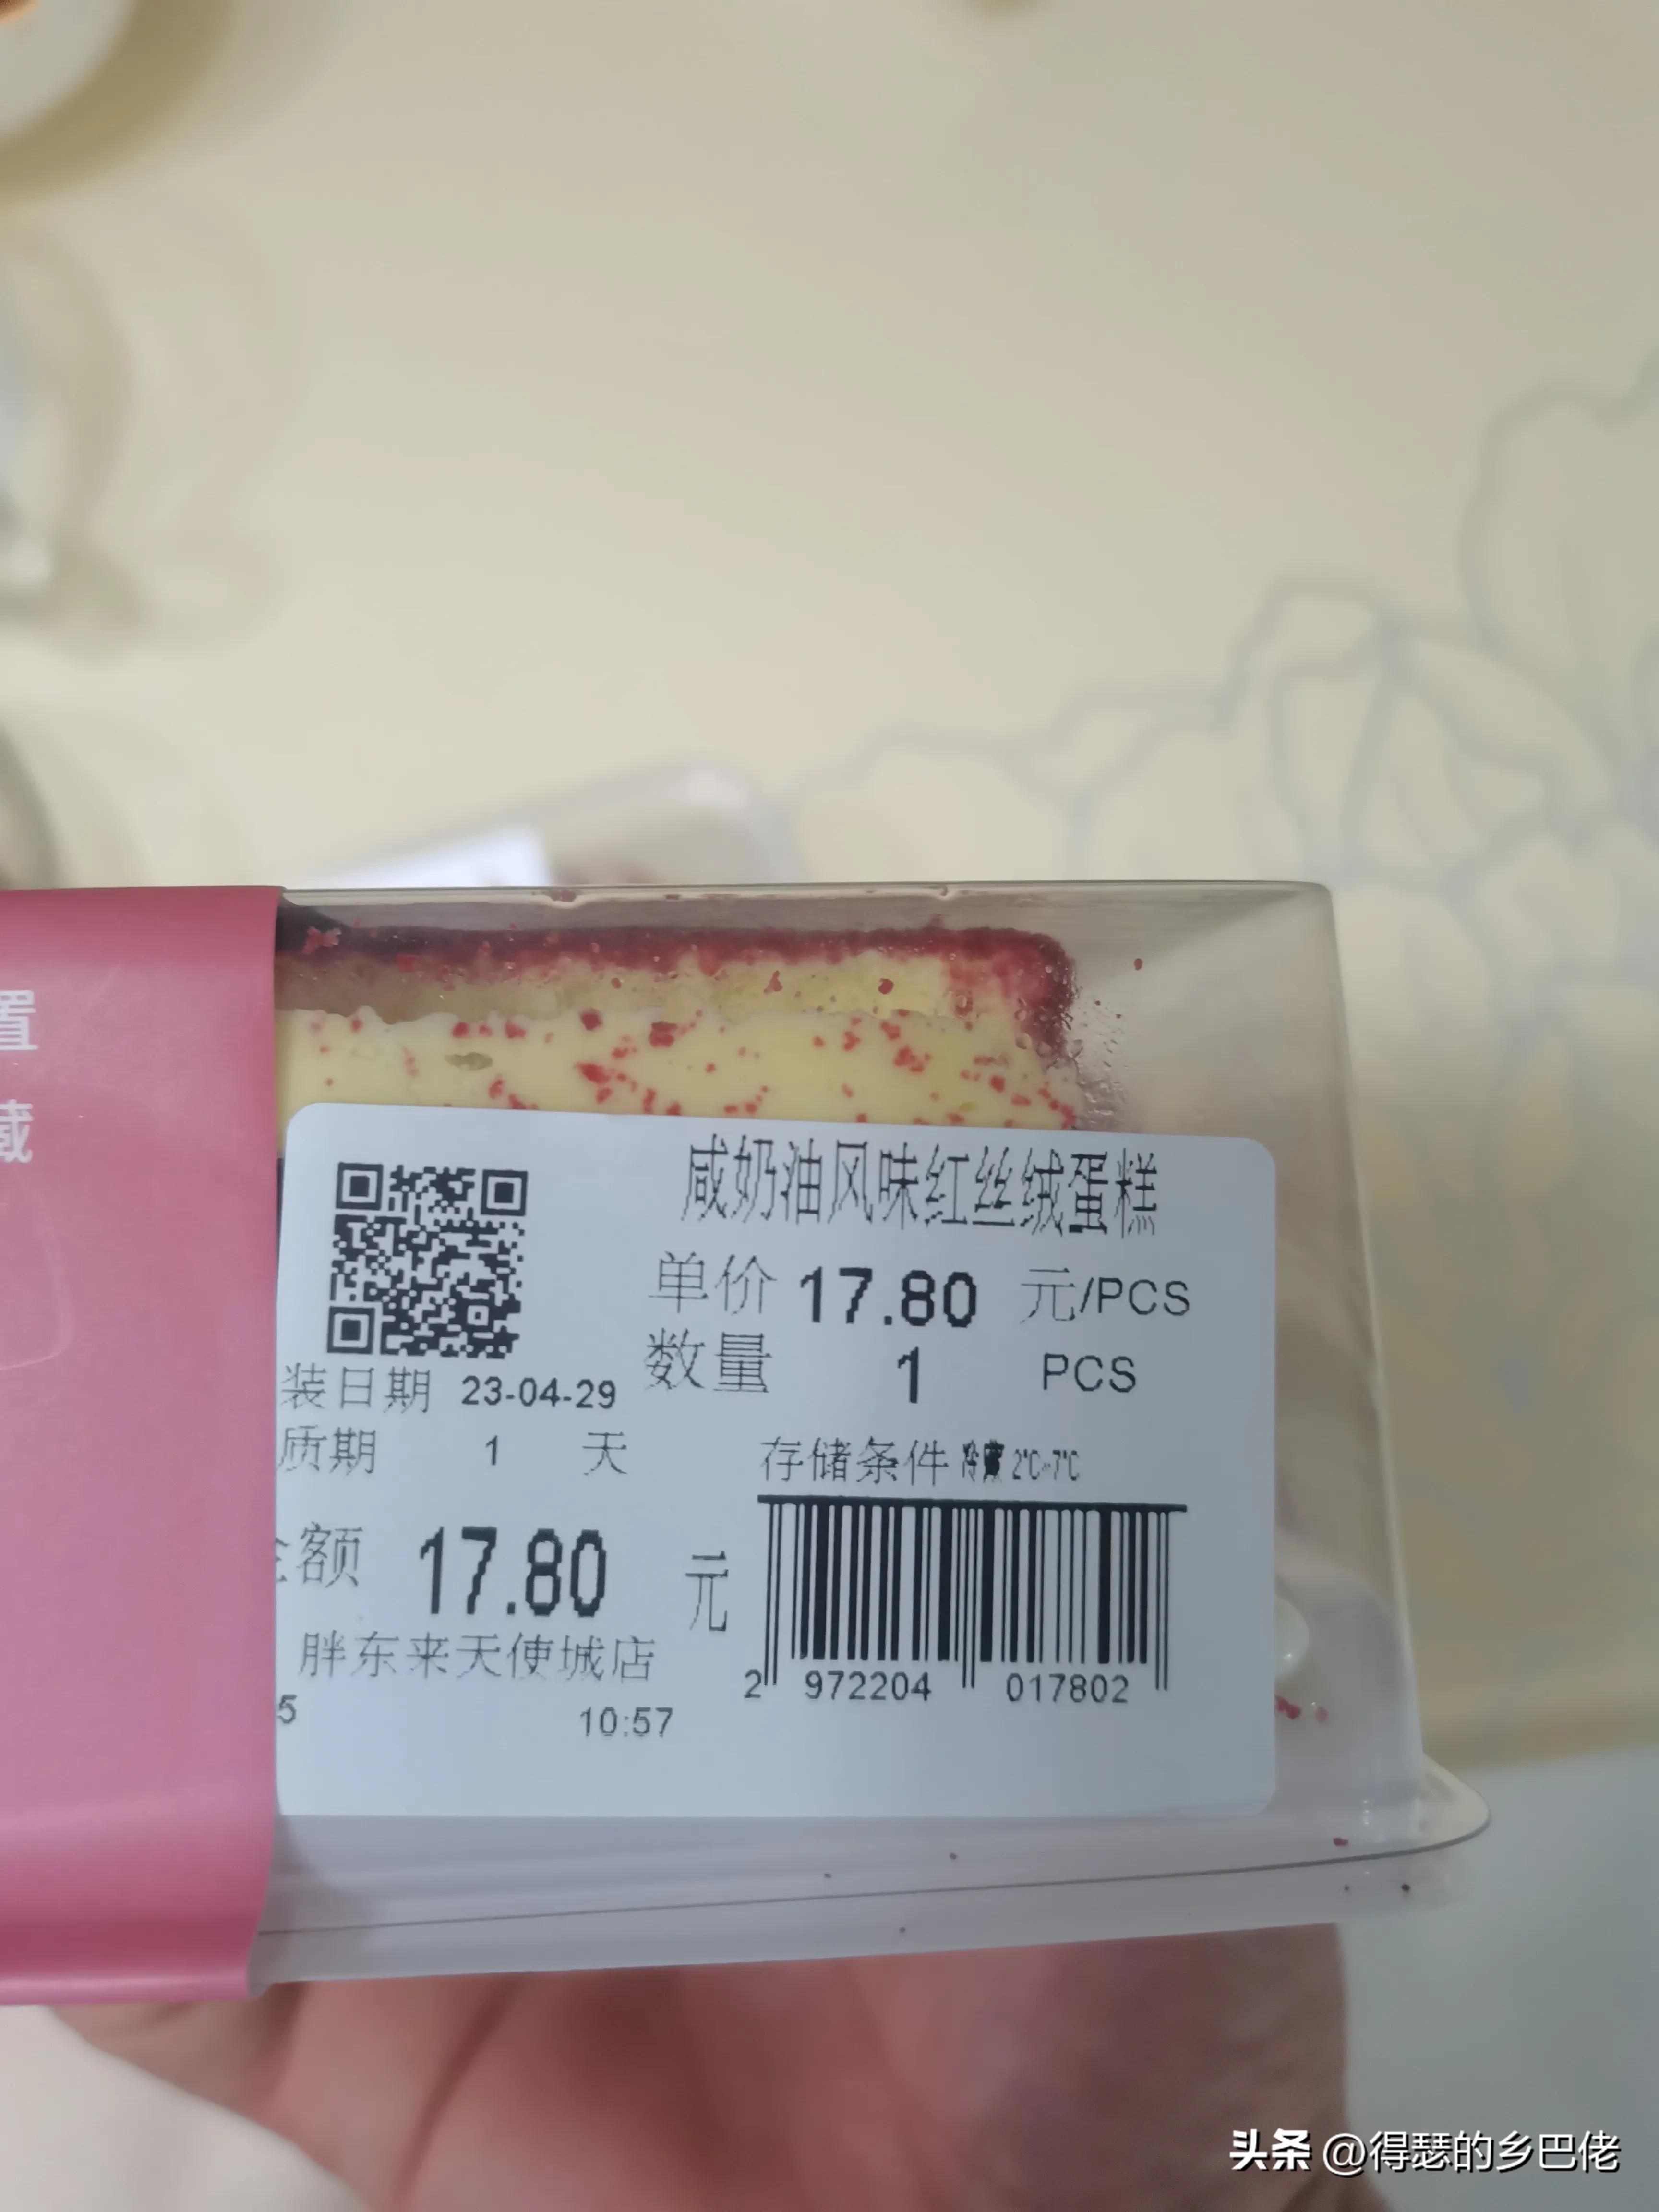 置
藏
咸奶油风味红丝绒蛋糕
单价 17.80 元/PCS
数量 1 PCS
装日期 23-04-29
质期 1 天
存储条件 冷藏 2℃-7℃
额 17.80 元
胖东来天使城店
2 972204 017802
5 10:57
头条 @得瑟的乡巴佬